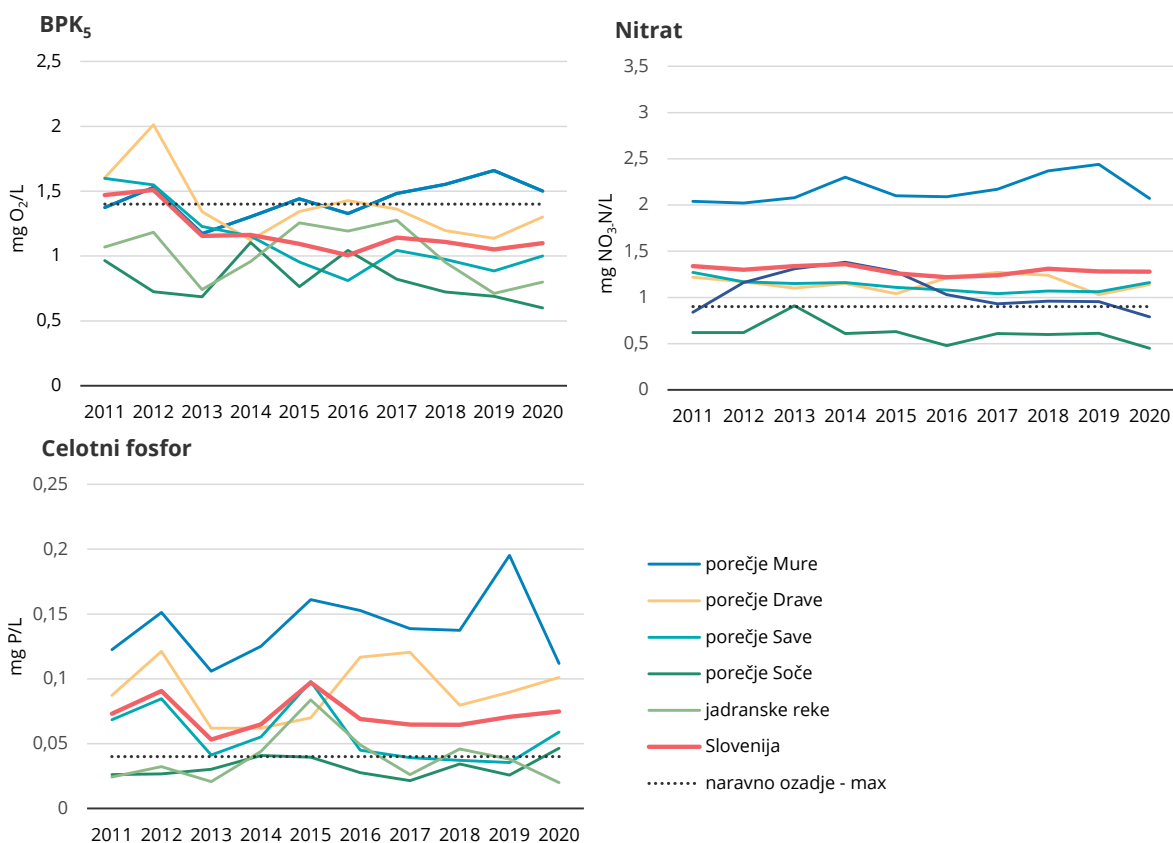 BPK₅
mg O₂/L
2,5
2
1,5
1
0,5
0
2011 2012 2013 2014 2015 2016 2017 2018 2019 2020
Nitrat
mg NO₃.N/L
3,5
3
2,5
2
1,5
1
0,5
0
2011 2012 2013 2014 2015 2016 2017 2018 2019 2020
Celotni fosfor
mg P/L
0,25
0,2
0,15
0,1
0,05
0
2011 2012 2013 2014 2015 2016 2017 2018 2019 2020
porečje Mure
porečje Drave
porečje Save
porečje Soče
jadranske reke
Slovenija
naravno ozadje - max